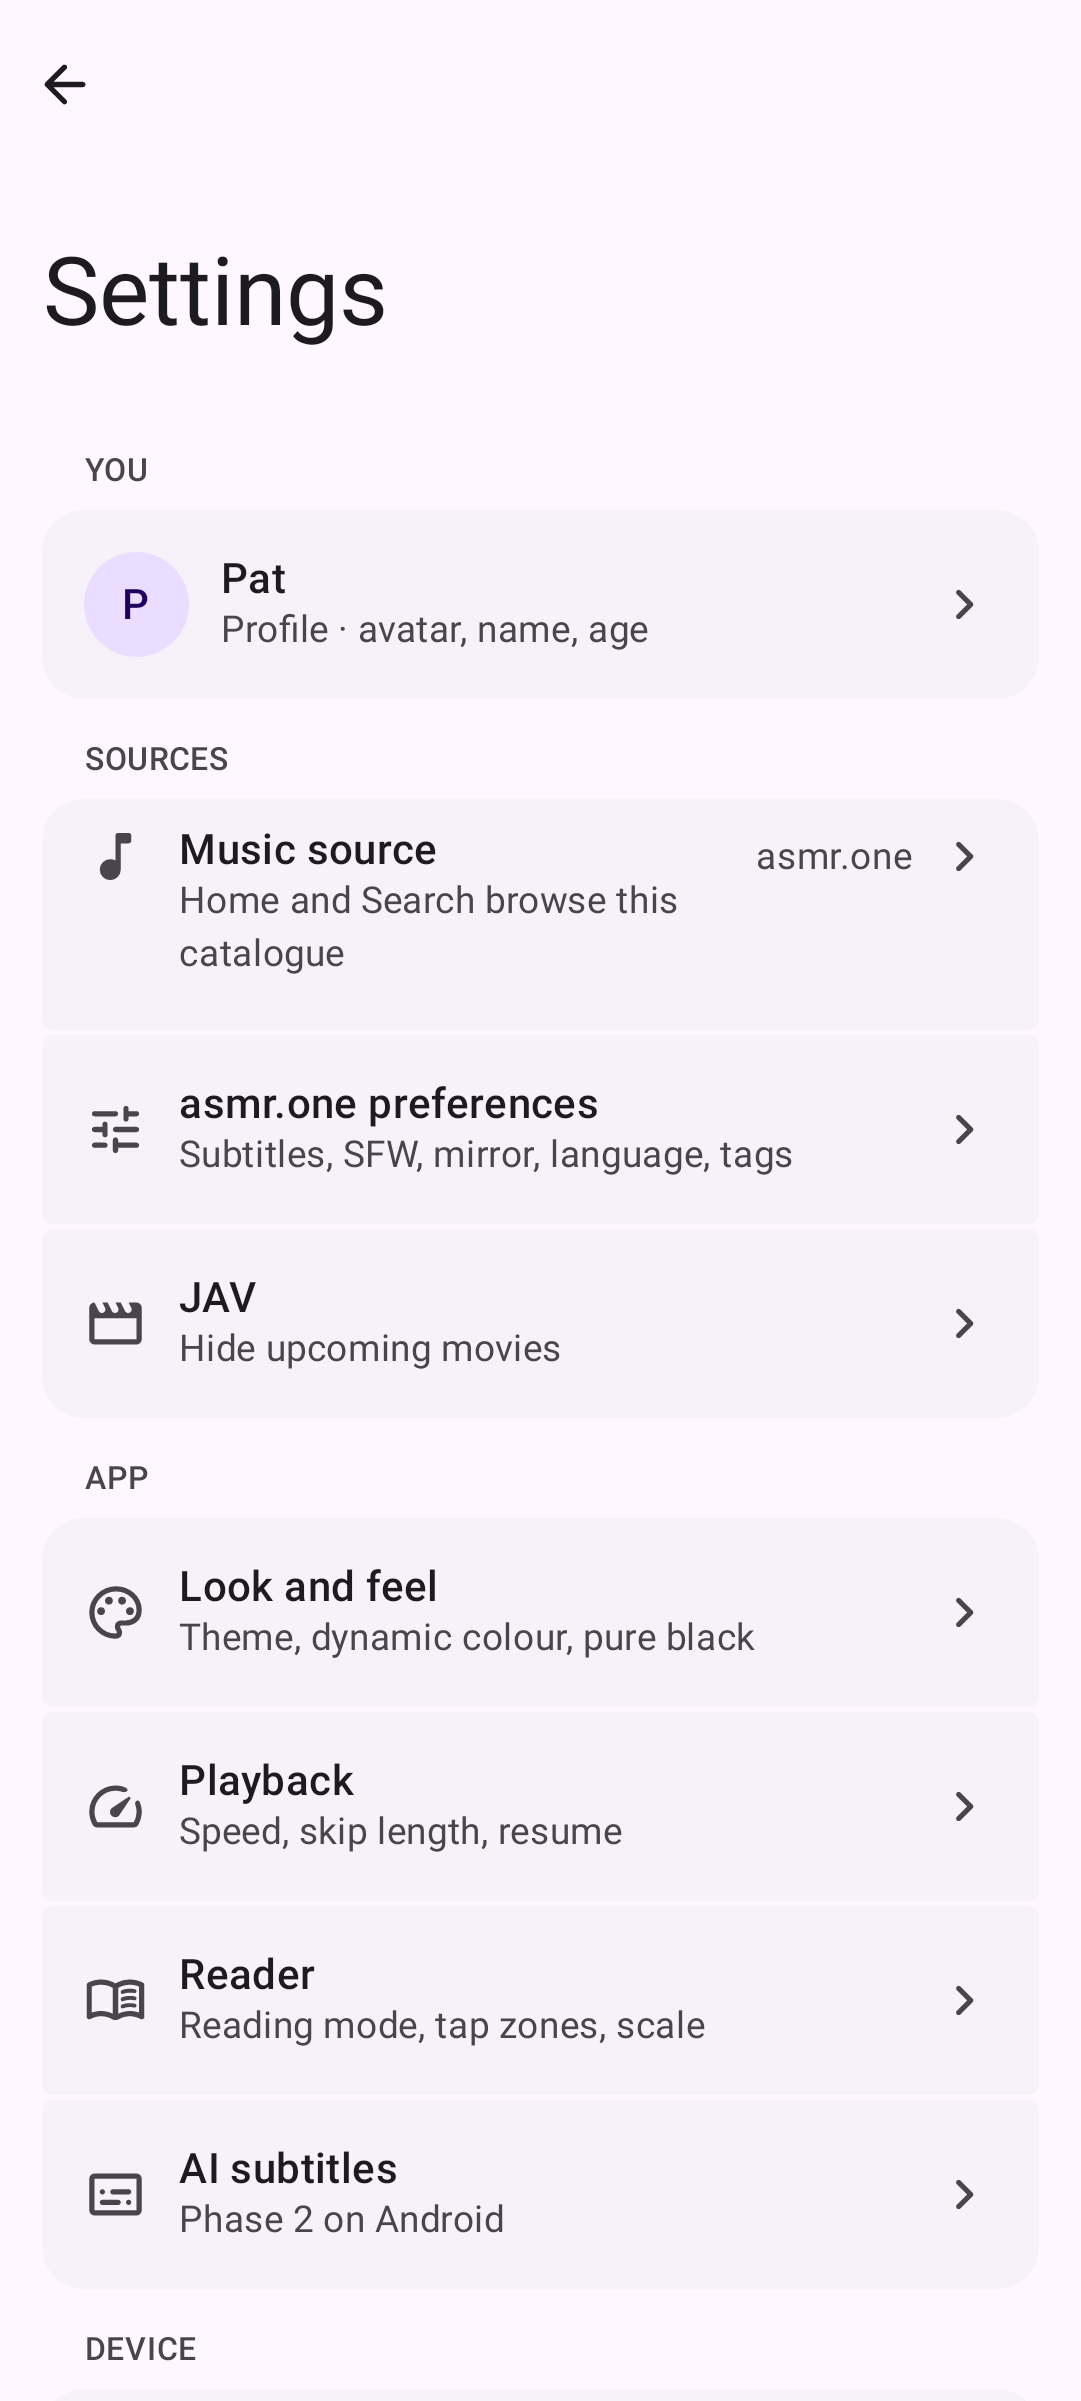 Settings
YOU
P
Pat
Profile · avatar, name, age
SOURCES
Music source
asmr.one
Home and Search browse this
catalogue
asmr.one preferences
Subtitles, SFW, mirror, language, tags
JAV
Hide upcoming movies
APP
Look and feel
Theme, dynamic colour, pure black
Playback
Speed, skip length, resume
Reader
Reading mode, tap zones, scale
AI subtitles
Phase 2 on Android
DEVICE